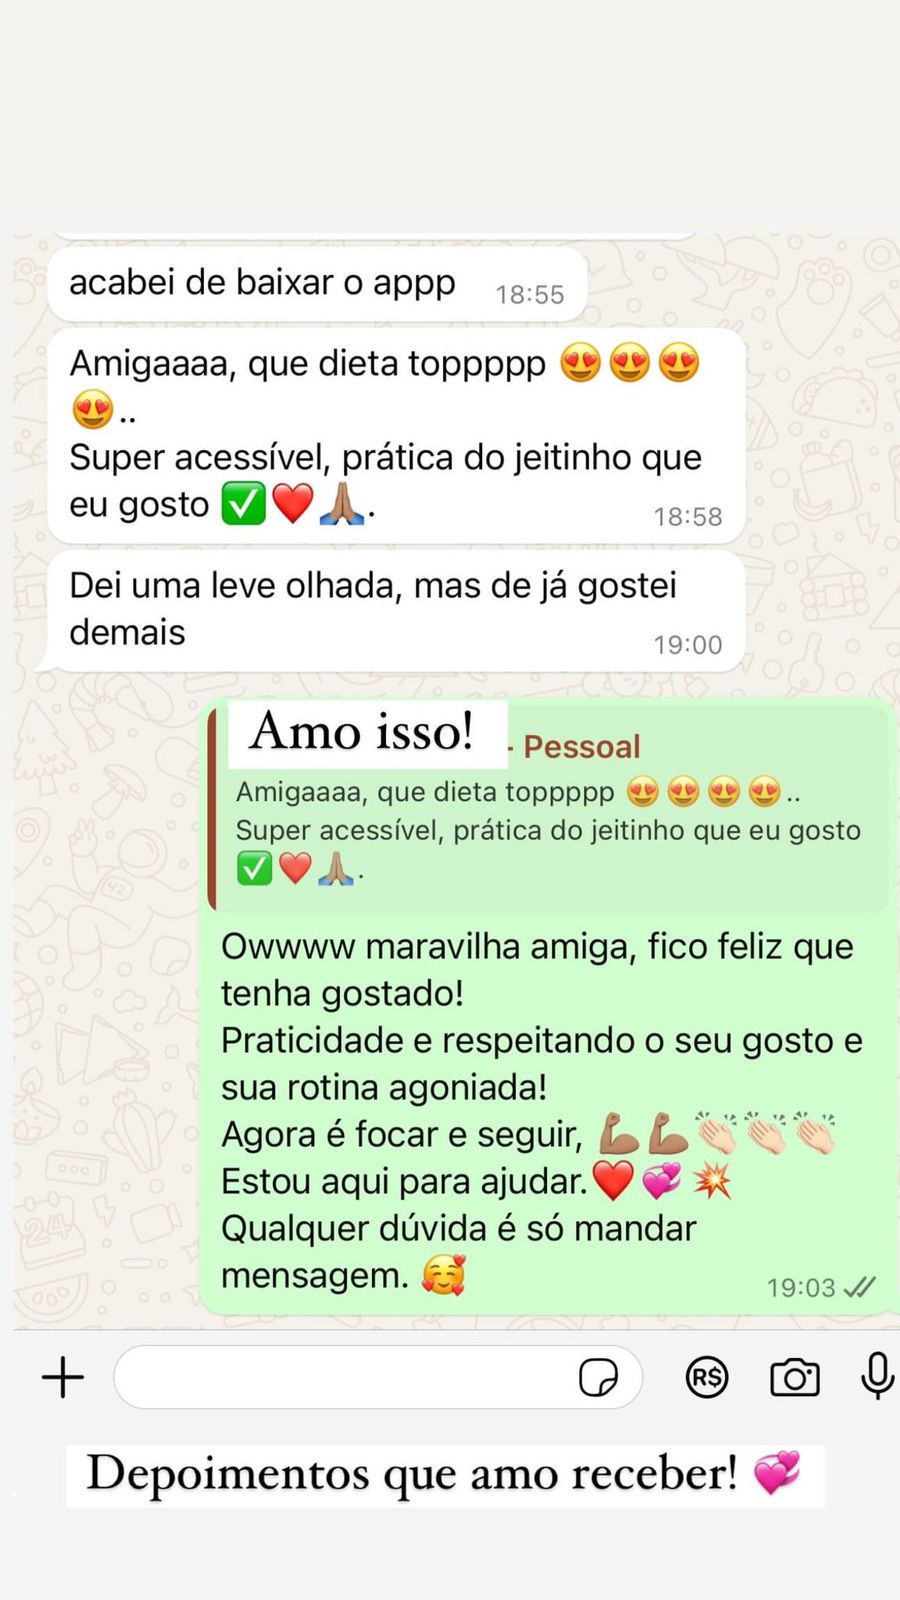 acabei de baixar o appp
18:55
Amigaaaa, que dieta toppppp 😍😍😍
😍..
Super acessível, prática do jeitinho que
eu gosto ✅❤️🙏🏽.
18:58
Dei uma leve olhada, mas de já gostei
demais
19:00
Amo isso!
- Pessoal
Amigaaaa, que dieta toppppp 😍😍😍😍..
Super acessível, prática do jeitinho que eu gosto
✅❤️🙏🏽.
Owwww maravilha amiga, fico feliz que
tenha gostado!
Praticidade e respeitando o seu gosto e
sua rotina agoniada!
Agora é focar e seguir, 💪🏽💪🏽👏🏻👏🏻👏🏻
Estou aqui para ajudar.❤️💞💥
Qualquer dúvida é só mandar
mensagem. 🥰
19:03
R$
Depoimentos que amo receber! 💞